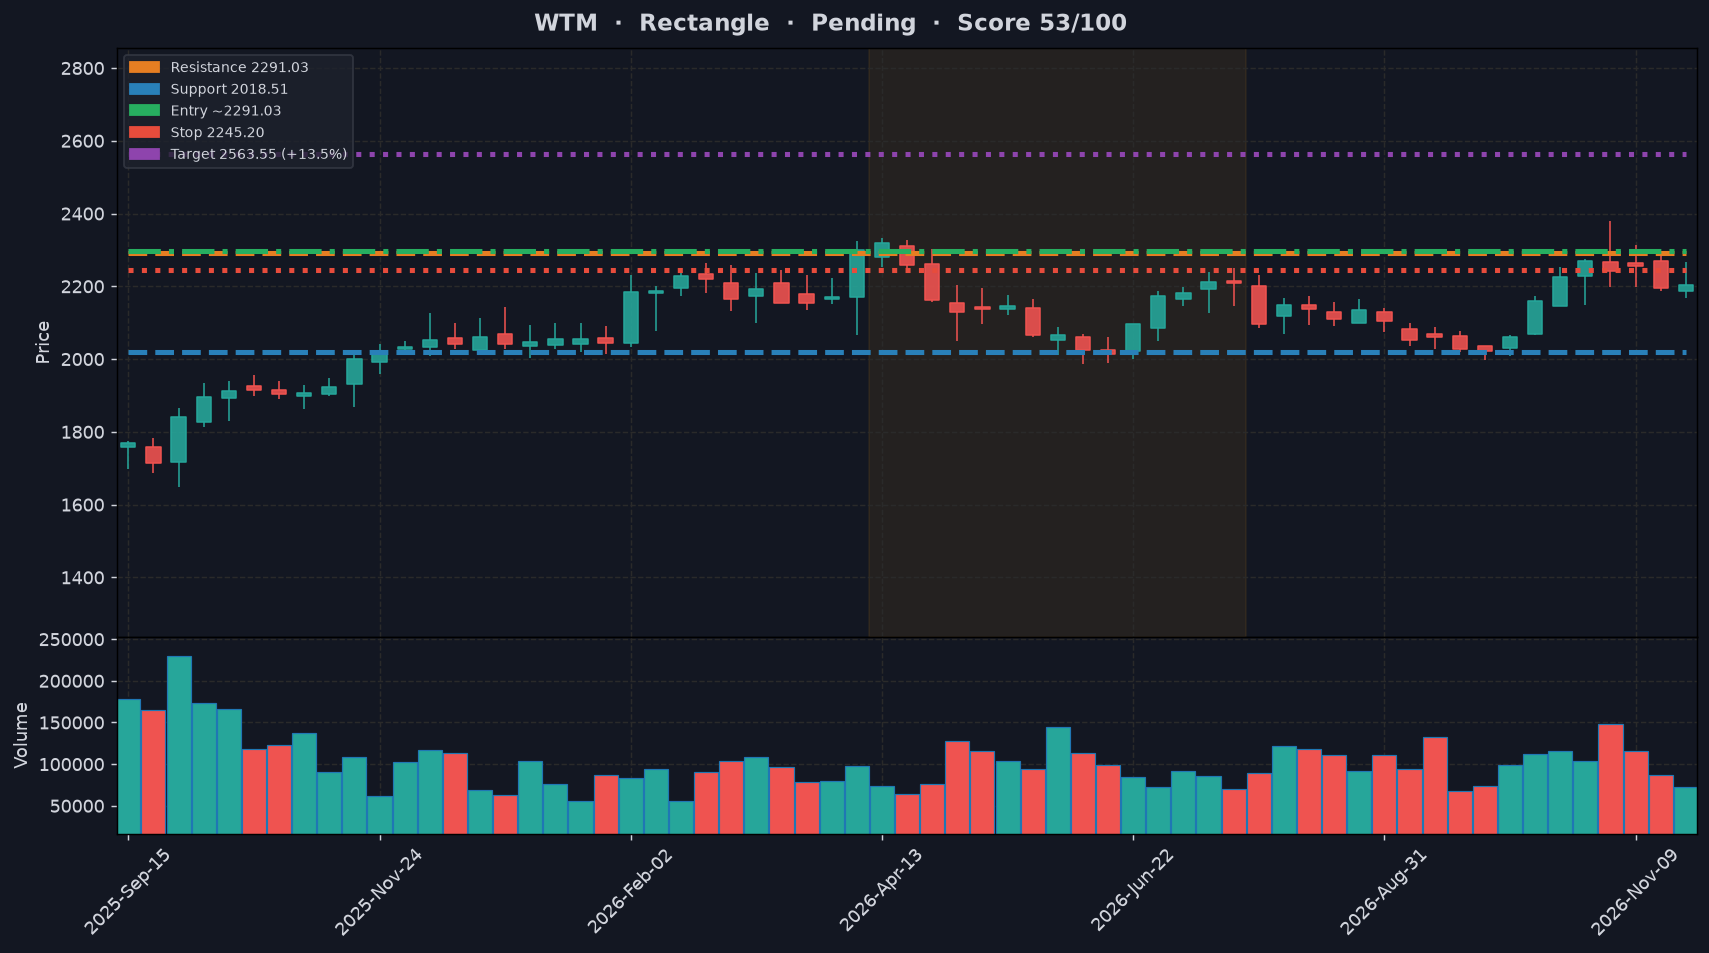 WTM · Rectangle · Pending · Score 53/100
Resistance 2291.03
Support 2018.51
Entry ~2291.03
Stop 2245.20
Target 2563.55 (+13.5%)
Price
2800
2600
2400
2200
2000
1800
1600
1400
Volume
250000
200000
150000
100000
50000
2025-Sep-15
2025-Nov-24
2026-Feb-02
2026-Apr-13
2026-Jun-22
2026-Aug-31
2026-Nov-09